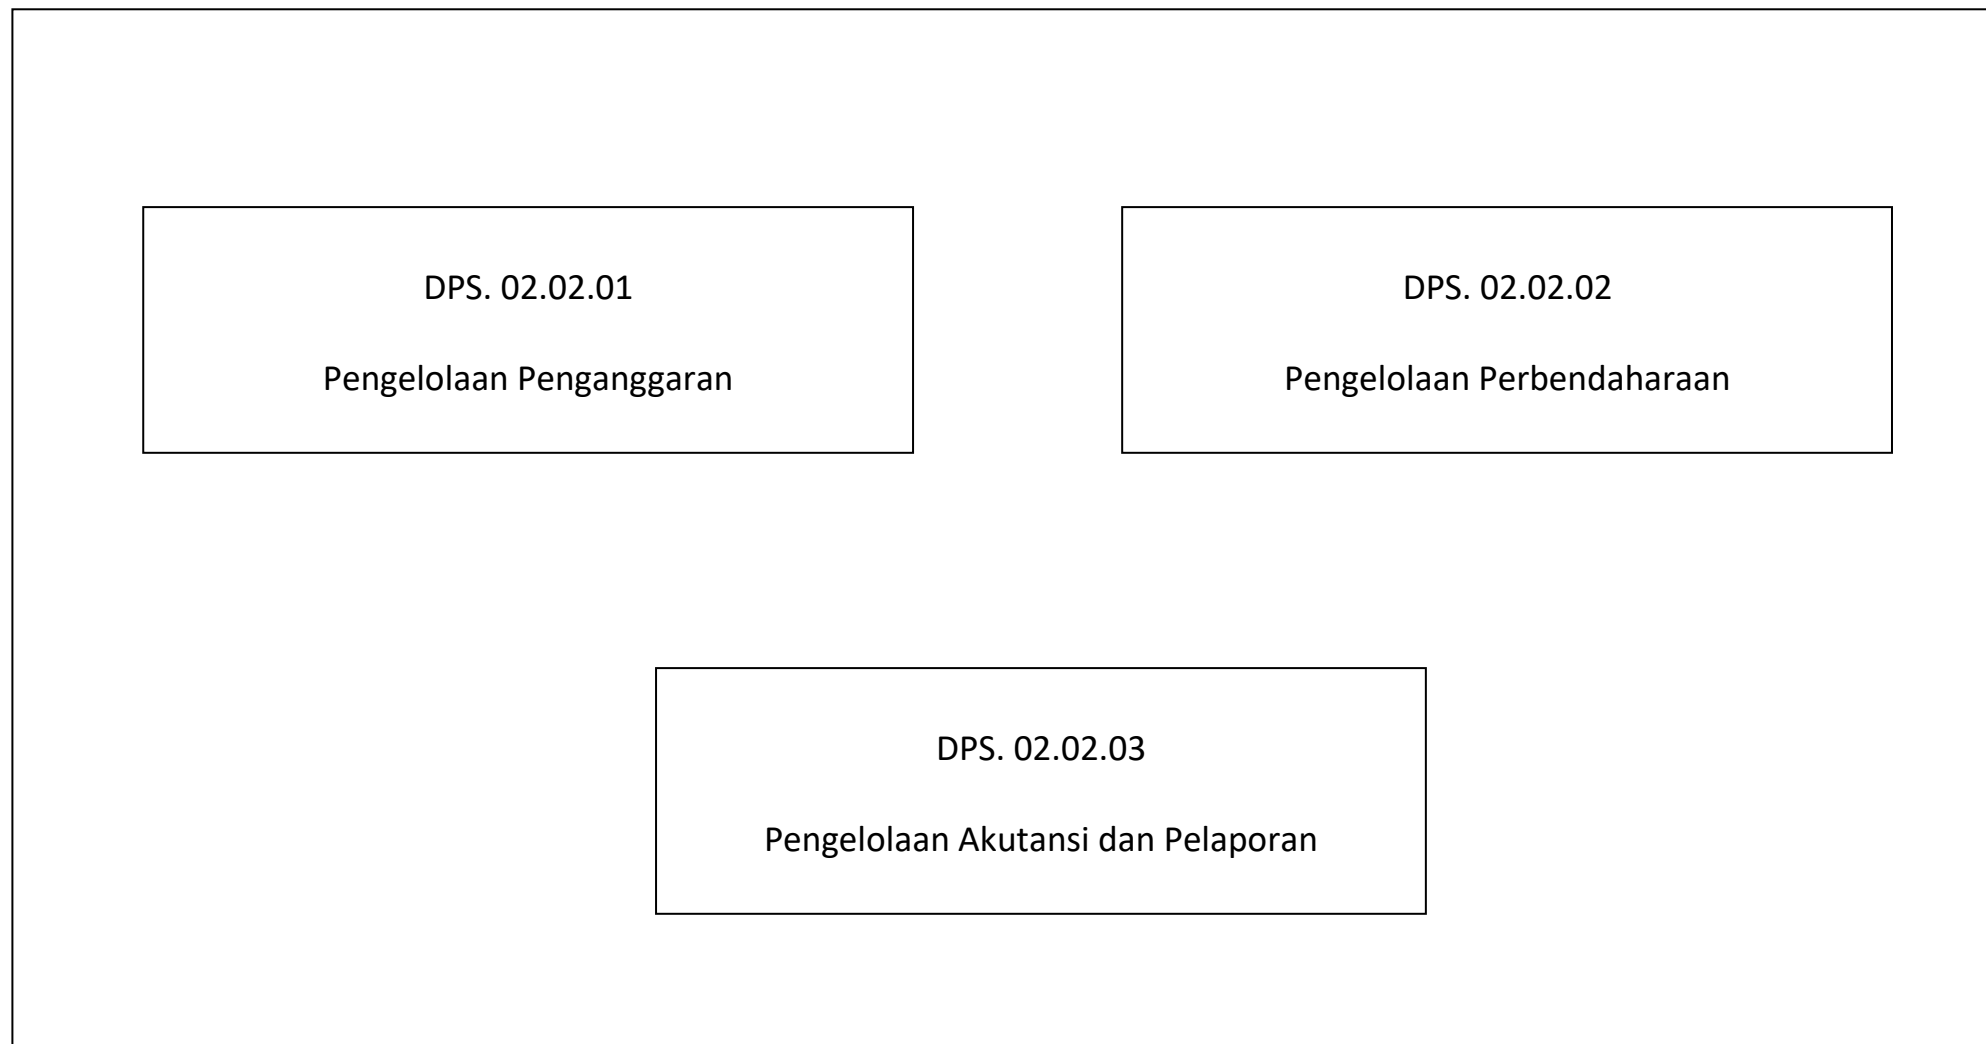 DPS. 02.02.01
Pengelolaan Penganggaran
DPS. 02.02.02
Pengelolaan Perbendaharaan
DPS. 02.02.03
Pengelolaan Akutansi dan Pelaporan